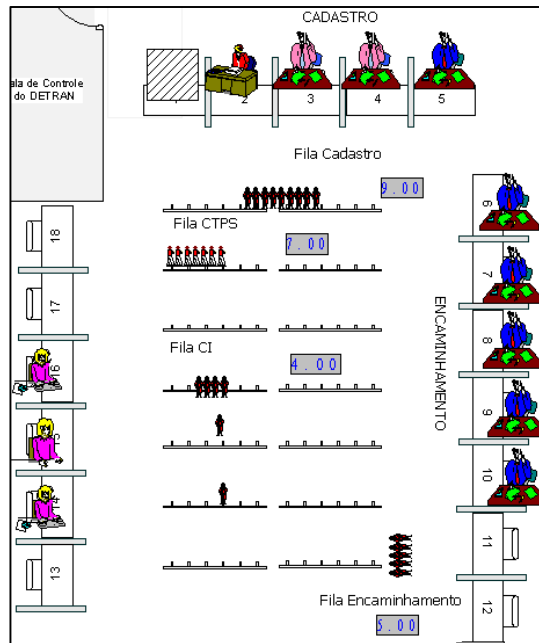 CADASTRO
ala de Controle
do DETRAN
2
3
4
5
Fila Cadastro
9.00
6
Fila CTPS
18
7.00
7
17
ENCAMINHAMENTO
8
Fila CI
16
4.00
9
10
13
11
Fila Encaminhamento
12
5.00